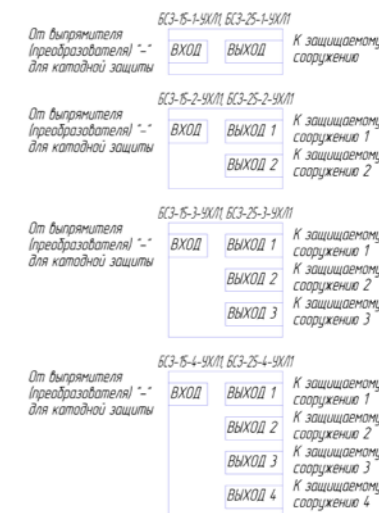 БСЗ-15-1-УХЛ1, БСЗ-25-1-УХЛ1
От выпрямителя
(преобразователя) "-"
для катодной защиты
ВХОД
ВЫХОД
К защищаемому
сооружению
БСЗ-15-2-УХЛ1, БСЗ-25-2-УХЛ1
От выпрямителя
(преобразователя) "-"
для катодной защиты
ВХОД
ВЫХОД 1
К защищаемому
сооружению 1
ВЫХОД 2
К защищаемому
сооружению 2
БСЗ-15-3-УХЛ1, БСЗ-25-3-УХЛ1
От выпрямителя
(преобразователя) "-"
для катодной защиты
ВХОД
ВЫХОД 1
К защищаемому
сооружению 1
ВЫХОД 2
К защищаемому
сооружению 2
ВЫХОД 3
К защищаемому
сооружению 3
БСЗ-15-4-УХЛ1, БСЗ-25-4-УХЛ1
От выпрямителя
(преобразователя) "-"
для катодной защиты
ВХОД
ВЫХОД 1
К защищаемому
сооружению 1
ВЫХОД 2
К защищаемому
сооружению 2
ВЫХОД 3
К защищаемому
сооружению 3
ВЫХОД 4
К защищаемому
сооружению 4